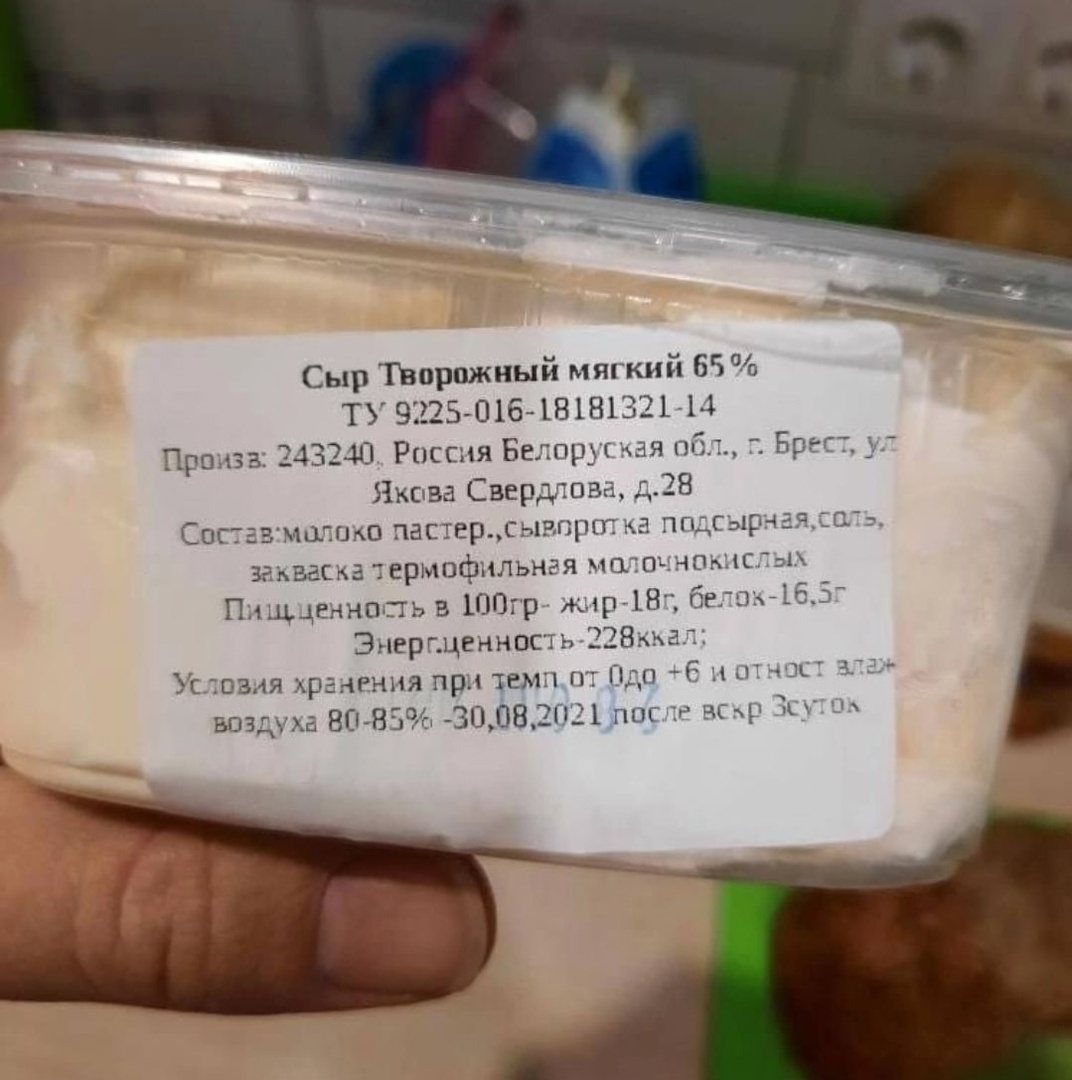 Сыр Творожный мягкий 65%
ТУ 9225-016-18181321-14
Произв: 243240, Россия Белоруская обл., г. Брест, ул
Якова Свердлова, д.28
Состав:молоко пастер.,сыворотка подсырная,соль,
закваска термофильная молочнокислых
Пищ.ценность в 100гр- жир-18г, белок-16,5г
Энерг.ценность-228ккал;
Условия хранения при темп от 0до +6 и отност влаж
воздуха 80-85% -30,08,2021 после вскр 3суток